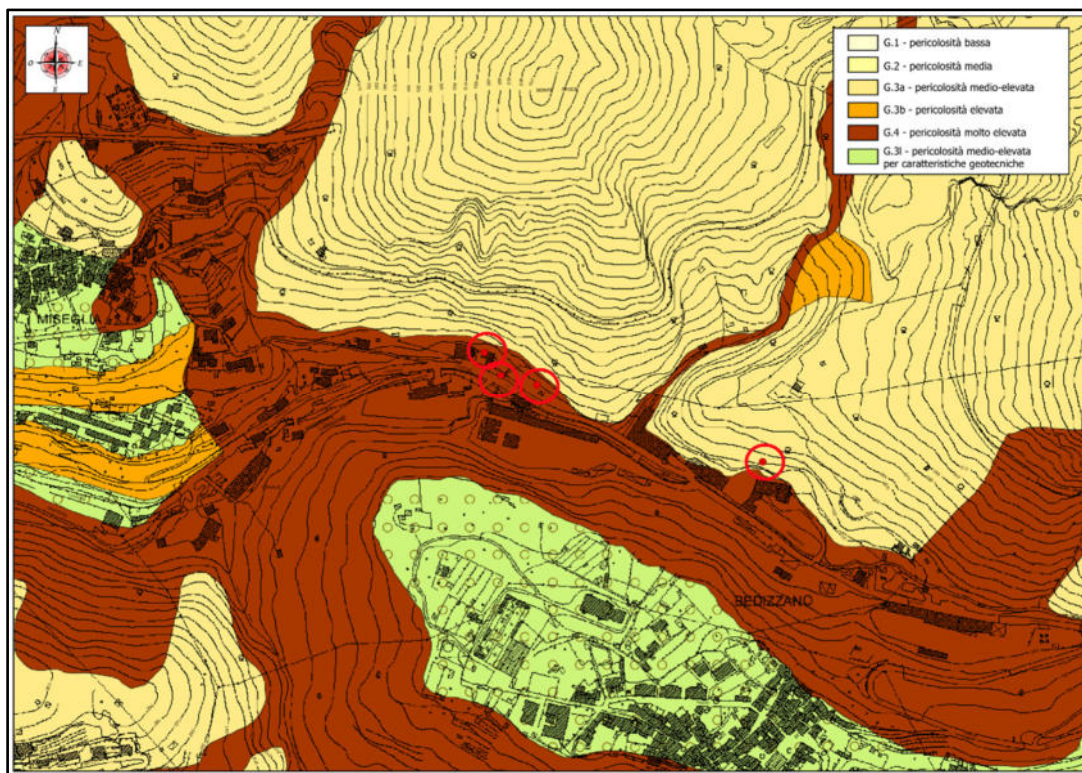 N
O E
G.1 - pericolosità bassa
G.2 - pericolosità media
G.3a - pericolosità medio-elevata
G.3b - pericolosità elevata
G.4 - pericolosità molto elevata
G.3l - pericolosità medio-elevata
per caratteristiche geotecniche
MISEGLIA
BEDIZZANO